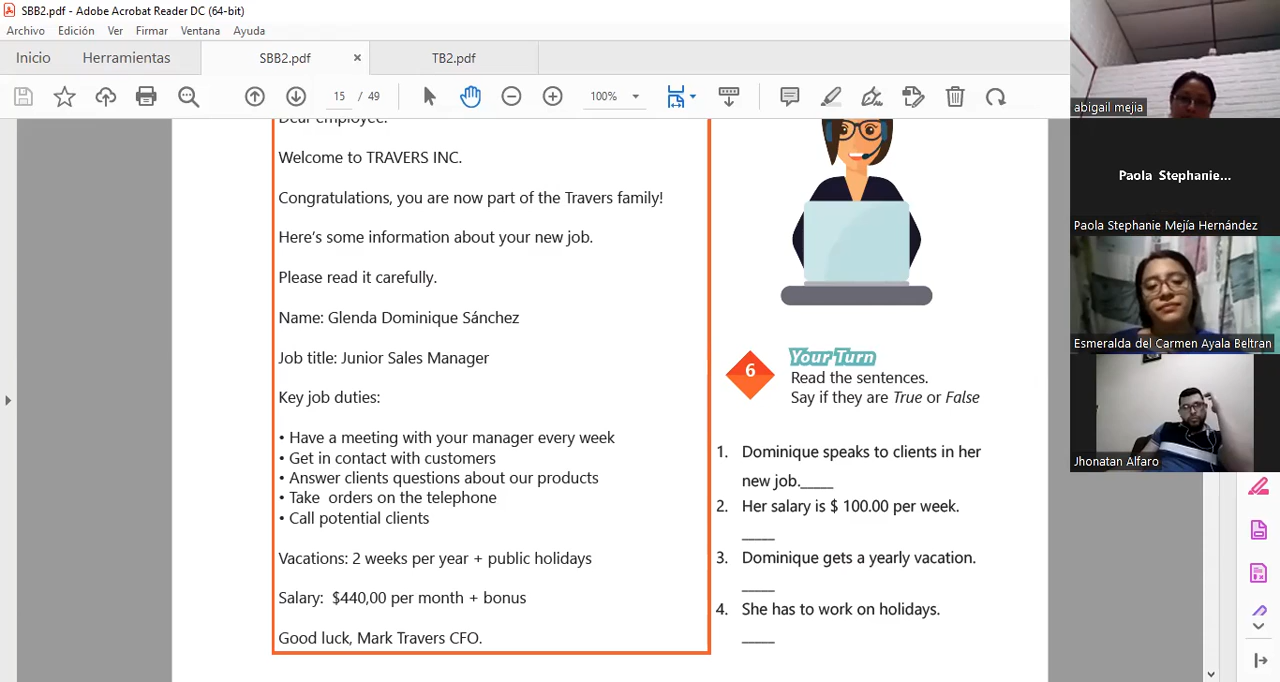 SBB2.pdf - Adobe Acrobat Reader DC (64-bit)
Archivo Edición Ver Firmar Ventana Ayuda
Inicio Herramientas SBB2.pdf × TB2.pdf
15 / 49 100%
Dear employee:
Welcome to TRAVERS INC.
Congratulations, you are now part of the Travers family!
Here's some information about your new job.
Please read it carefully.
Name: Glenda Dominique Sánchez
Job title: Junior Sales Manager
Key job duties:
• Have a meeting with your manager every week
• Get in contact with customers
• Answer clients questions about our products
• Take orders on the telephone
• Call potential clients
Vacations: 2 weeks per year + public holidays
Salary: $440,00 per month + bonus
Good luck, Mark Travers CFO.
6
Your Turn
Read the sentences.
Say if they are True or False
1. Dominique speaks to clients in her
new job.____
2. Her salary is $ 100.00 per week.
____
3. Dominique gets a yearly vacation.
____
4. She has to work on holidays.
____
abigail mejia
Paola Stephanie...
Paola Stephanie Mejía Hernández
Esmeralda del Carmen Ayala Beltran
Jhonatan Alfaro